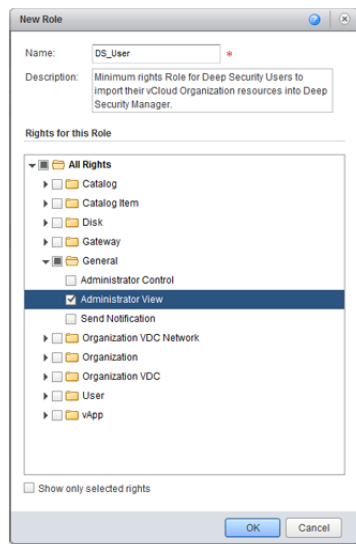 New Role
Name: DS_User *
Description: Minimum rights Role for Deep Security Users to
import their vCloud Organization resources into Deep
Security Manager.
Rights for this Role
All Rights
Catalog
Catalog Item
Disk
Gateway
General
Administrator Control
Administrator View
Send Notification
Organization VDC Network
Organization
Organization VDC
User
vApp
Show only selected rights
OK Cancel